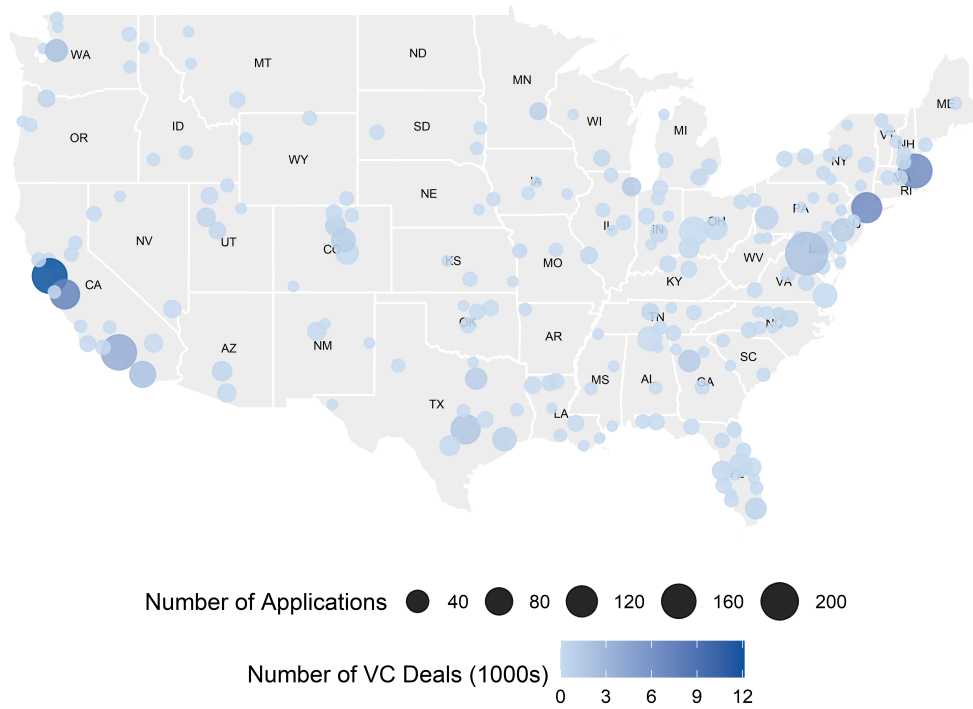 WA
MT
ND
MN
ME
OR
ID
SD
WI
MI
VT
NH
WY
NY
NE
IA
RI
NV
UT
CO
IL
IN
OH
PA
CA
KS
MO
KY
WV
VA
AZ
NM
OK
AR
TN
NC
TX
MS
AL
GA
SC
LA
Number of Applications 40 80 120 160 200
Number of VC Deals (1000s)
0 3 6 9 12